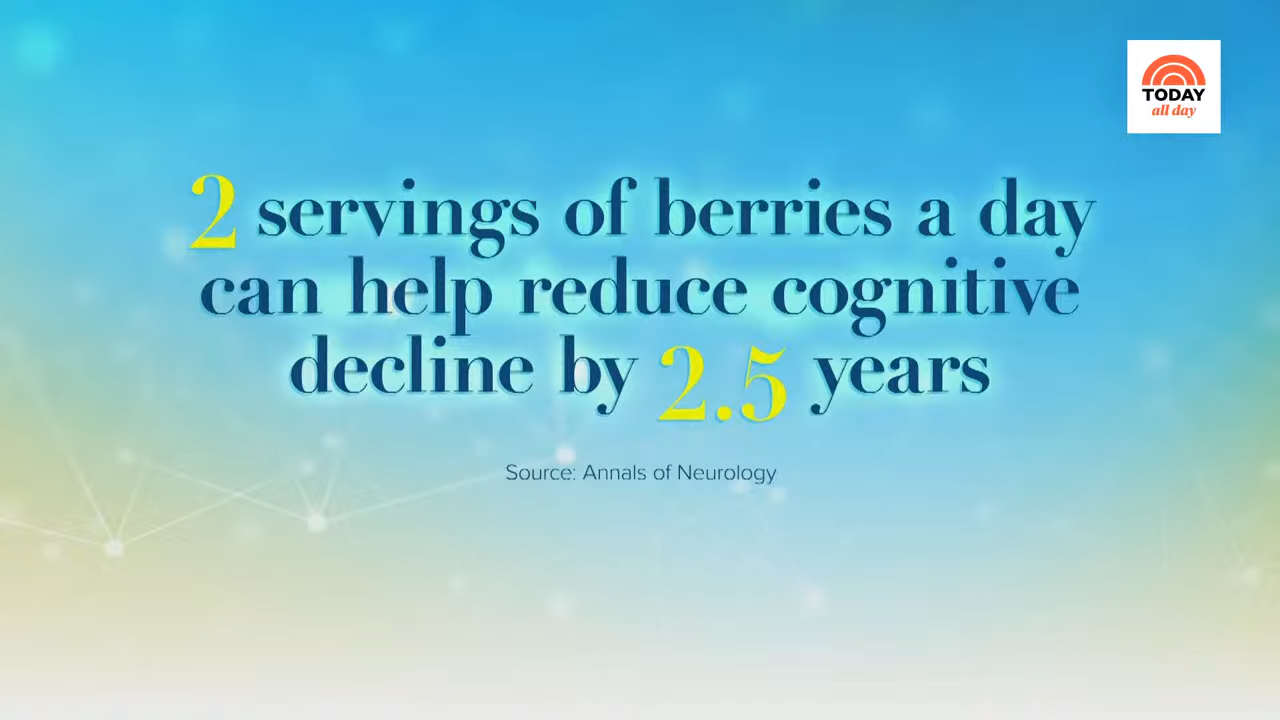 TODAY
all day
2 servings of berries a day
can help reduce cognitive
decline by 2.5 years
Source: Annals of Neurology